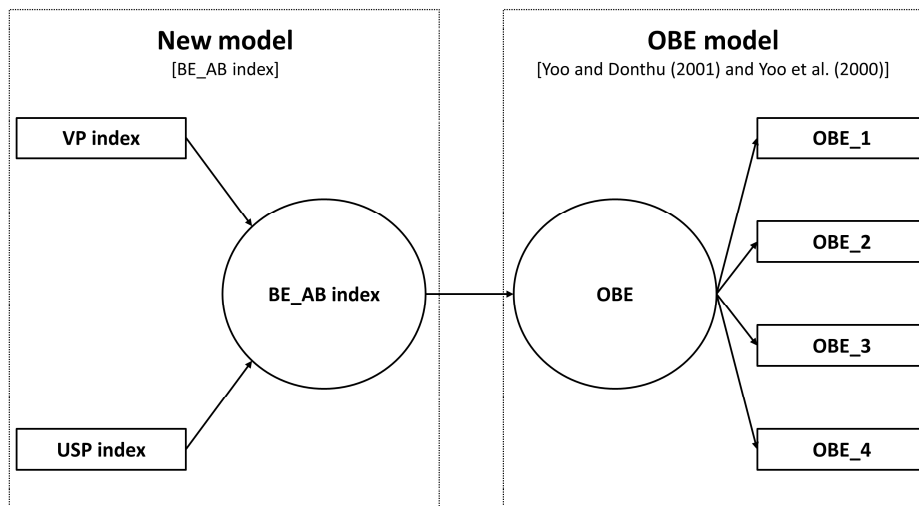 New model
[BE_AB index]
VP index
BE_AB index
USP index
OBE model
[Yoo and Donthu (2001) and Yoo et al. (2000)]
OBE
OBE_1
OBE_2
OBE_3
OBE_4